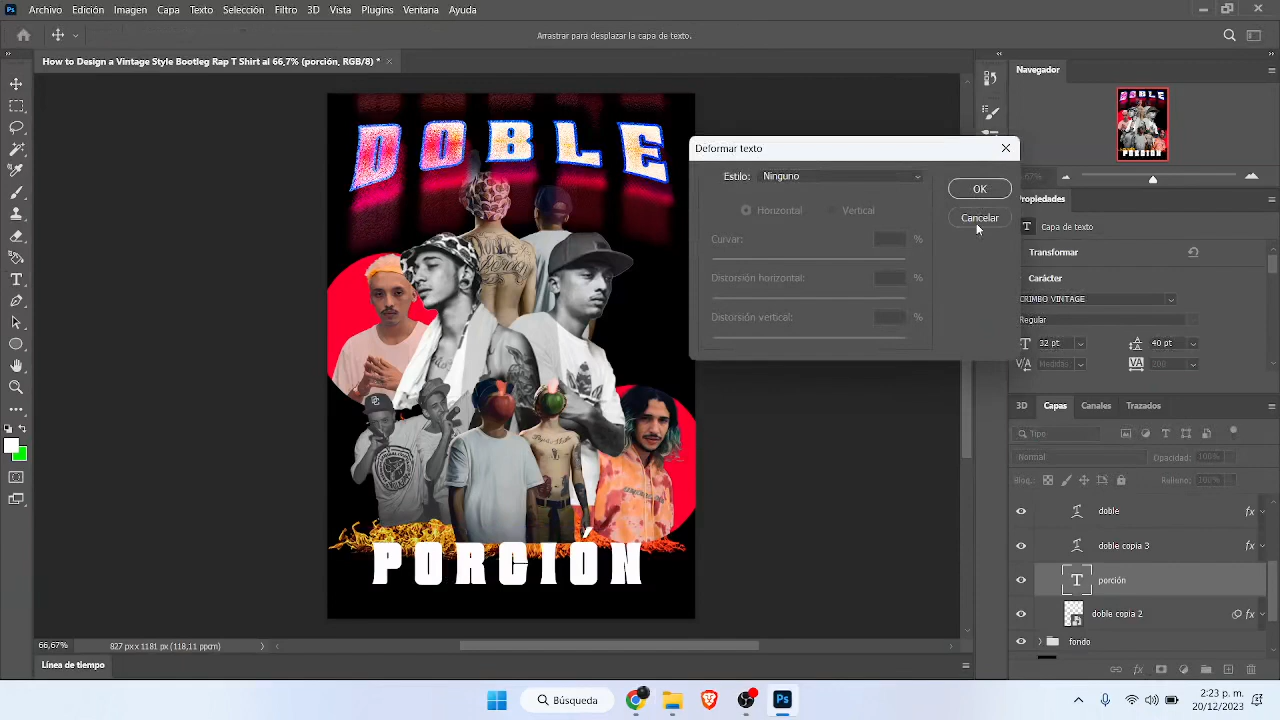 Archivo Edición Imagen Capa Texto Selección Filtro 3D Vista Plugins Ventana Ayuda
Arrastrar para desplazar la capa de texto.
How to Design a Vintage Style Bootleg Rap T Shirt al 66,7% (porción, RGB/8) *
DOBLE
PORCIÓN
Deformar texto
Estilo: Ninguno
Horizontal Vertical
Curvar: %
Distorsión horizontal: %
Distorsión vertical: %
OK
Cancelar
Navegador
Propiedades
T Capa de texto
Transformar
Carácter
CRIMBO VINTAGE
Regular
32 pt 40 pt
Medidas: 200
3D Capas Canales Trazados
Tipo
Normal Opacidad: 100%
Bloq.: Relleno: 100%
doble fx
doble copia 3 fx
T porción
doble copia 2
fondo
66,67% 827 px x 1181 px (118,11 ppcm)
Línea de tiempo
Búsqueda
Ps
20/12/2023